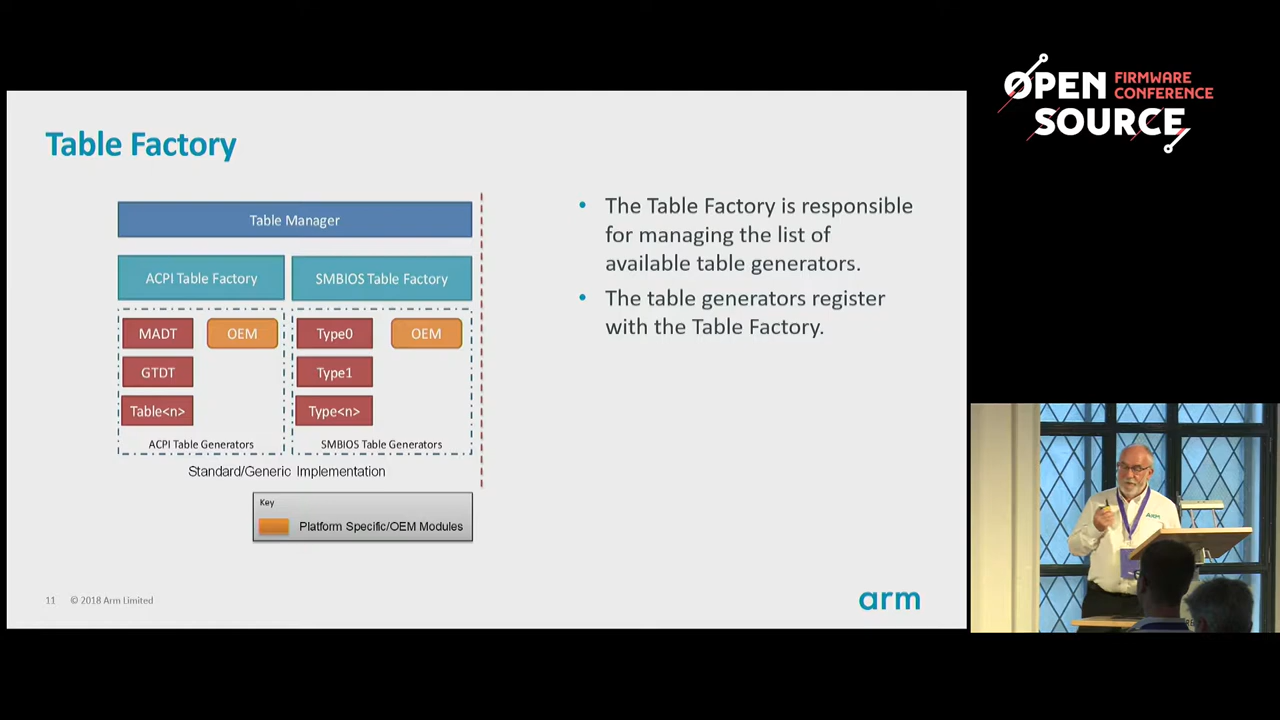 OPEN FIRMWARE
CONFERENCE
SOURCE
Table Factory
Table Manager
ACPI Table Factory
SMBIOS Table Factory
MADT
OEM
GTDT
Table<n>
ACPI Table Generators
Type0
OEM
Type1
Type<n>
SMBIOS Table Generators
Standard/Generic Implementation
Key
Platform Specific/OEM Modules
• The Table Factory is responsible
for managing the list of
available table generators.
• The table generators register
with the Table Factory.
11 © 2018 Arm Limited
arm